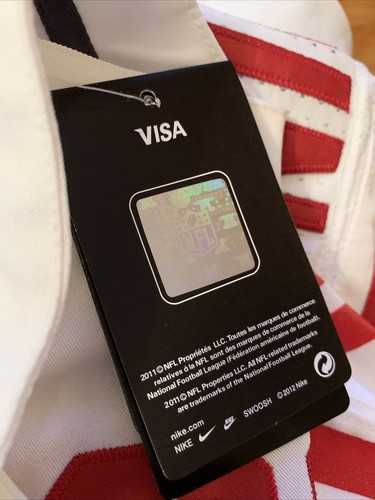 VISA
NFL
2011 © NFL Propriétés LLC. Toutes les marques de commerce
relatives à la NFL sont des marques de commerce de la
National Football League (Fédération américaine de football).
2011 © NFL Properties LLC. All NFL-related trademarks
are trademarks of the National Football League.
nike.com
NIKE SWOOSH © 2012 Nike